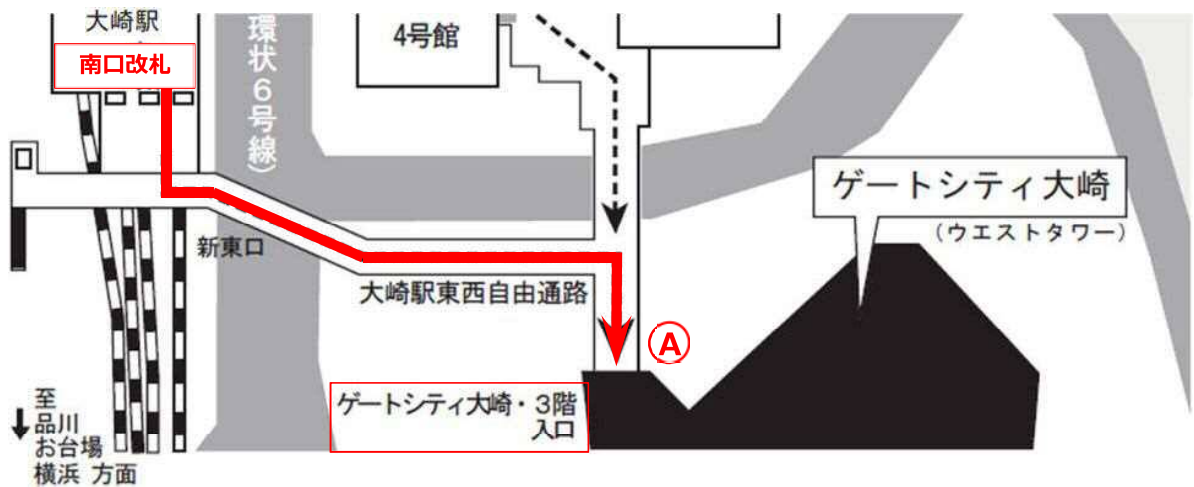 大崎駅
南口改札
環状6号線)
4号館
ゲートシティ大崎
(ウエストタワー)
新東口
大崎駅東西自由通路
A
ゲートシティ大崎・3階
入口
至
品川
お台場
横浜 方面